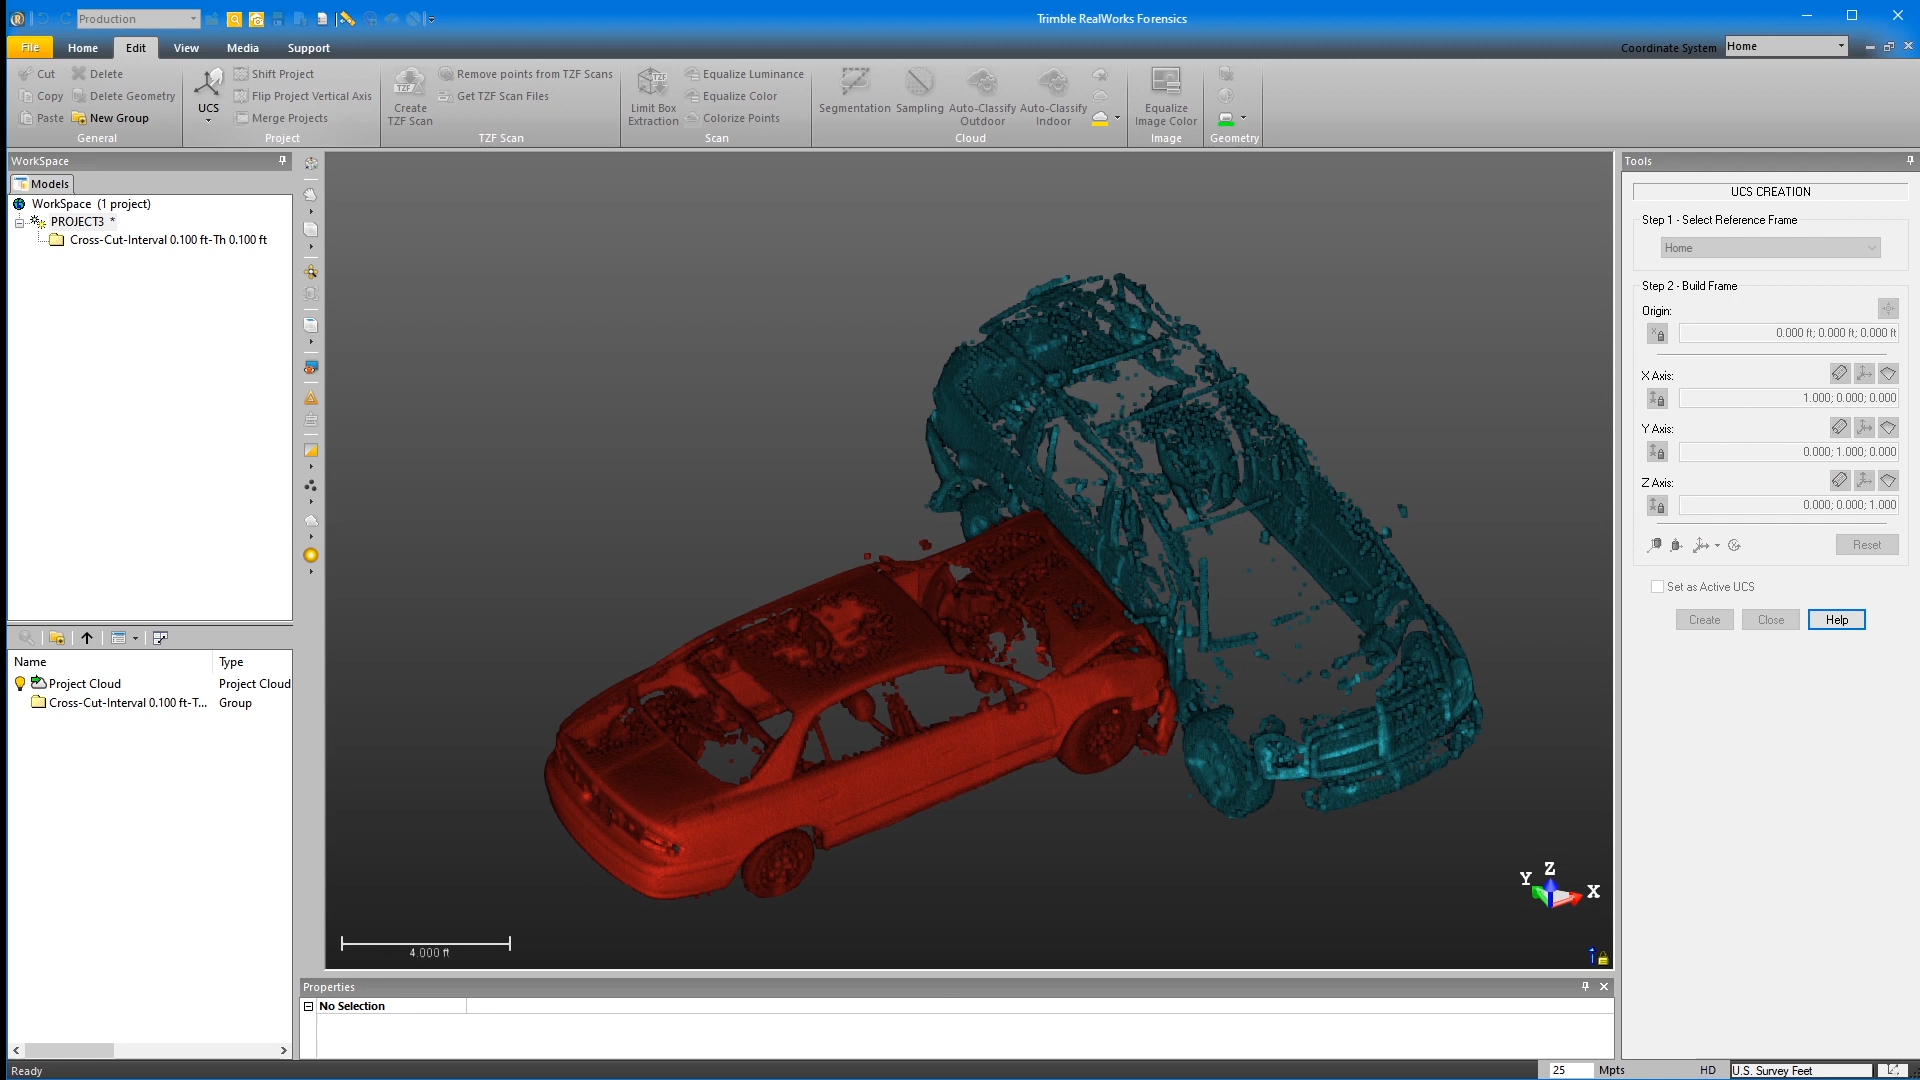 Production
Trimble RealWorks Forensics
File
Home
Edit
View
Media
Support
Coordinate System
Home
Cut
Delete
Copy
Delete Geometry
Paste
New Group
General
UCS
Shift Project
Flip Project Vertical Axis
Merge Projects
Project
Create
TZF Scan
Remove points from TZF Scans
Get TZF Scan Files
TZF Scan
Limit Box
Extraction
Equalize Luminance
Equalize Color
Colorize Points
Scan
Segmentation
Sampling
Auto-Classify
Outdoor
Auto-Classify
Indoor
Cloud
Equalize
Image Color
Image
Geometry
WorkSpace
Models
WorkSpace (1 project)
PROJECT3 *
Cross-Cut-Interval 0.100 ft-Th 0.100 ft
Name
Type
Project Cloud
Project Cloud
Cross-Cut-Interval 0.100 ft-T...
Group
4.000 ft
Z
Y
X
Properties
No Selection
Tools
UCS CREATION
Step 1 - Select Reference Frame
Home
Step 2 - Build Frame
Origin:
0.000 ft; 0.000 ft; 0.000 ft
X Axis:
1.000; 0.000; 0.000
Y Axis:
0.000; 1.000; 0.000
Z Axis:
0.000; 0.000; 1.000
Reset
Set as Active UCS
Create
Close
Help
Ready
25
Mpts
HD
U.S. Survey Feet